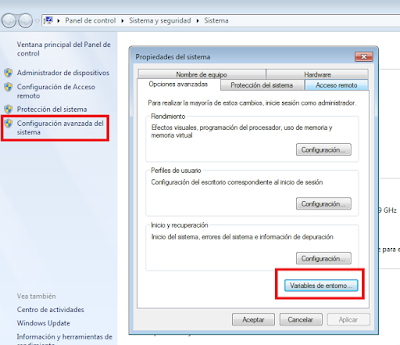 Panel de control ▸ Sistema y seguridad ▸ Sistema
Ventana principal del Panel de
control
Administrador de dispositivos
Configuración de Acceso
remoto
Protección del sistema
Configuración avanzada del
sistema
Vea también
Centro de actividades
Windows Update
Información y herramientas de
rendimiento
Propiedades del sistema
Nombre de equipo
Hardware
Opciones avanzadas
Protección del sistema
Acceso remoto
Para realizar la mayoría de estos cambios, inicie sesión como administrador.
Rendimiento
Efectos visuales, programación del procesador, uso de memoria y
memoria virtual
Configuración...
Perfiles de usuario
Configuración del escritorio correspondiente al inicio de sesión
Configuración...
Inicio y recuperación
Inicio del sistema, errores del sistema e información de depuración
Configuración...
Variables de entorno...
Aceptar
Cancelar
Aplicar
9 GHz
para e